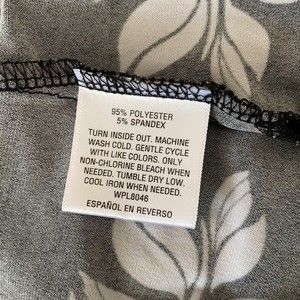 95% POLYESTER
5% SPANDEX
TURN INSIDE OUT. MACHINE
WASH COLD. GENTLE CYCLE
WITH LIKE COLORS. ONLY
NON-CHLORINE BLEACH WHEN
NEEDED. TUMBLE DRY LOW.
COOL IRON WHEN NEEDED.
WPL8046
ESPAÑOL EN REVERSO